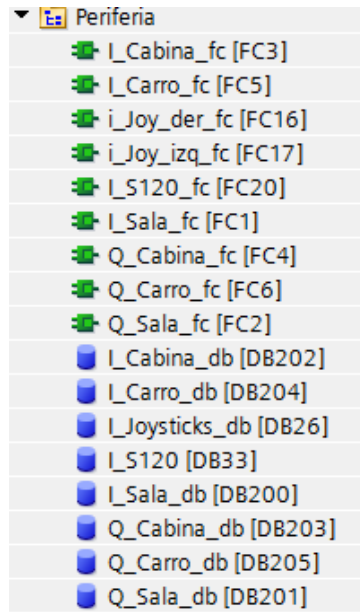 Periferia
I_Cabina_fc [FC3]
I_Carro_fc [FC5]
i_Joy_der_fc [FC16]
i_Joy_izq_fc [FC17]
I_S120_fc [FC20]
I_Sala_fc [FC1]
Q_Cabina_fc [FC4]
Q_Carro_fc [FC6]
Q_Sala_fc [FC2]
I_Cabina_db [DB202]
I_Carro_db [DB204]
I_Joysticks_db [DB26]
I_S120 [DB33]
I_Sala_db [DB200]
Q_Cabina_db [DB203]
Q_Carro_db [DB205]
Q_Sala_db [DB201]